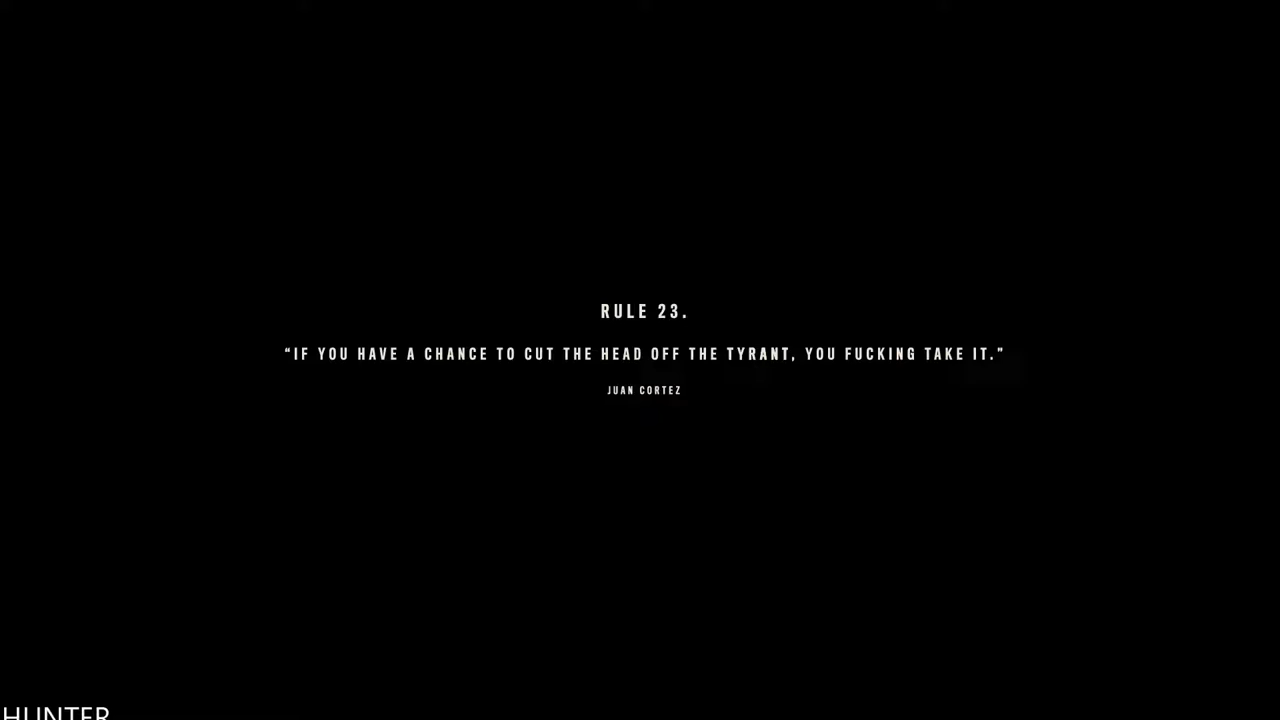 RULE 23.
“IF YOU HAVE A CHANCE TO CUT THE HEAD OFF THE TYRANT, YOU FUCKING TAKE IT.”
JUAN CORTEZ
HUNTER